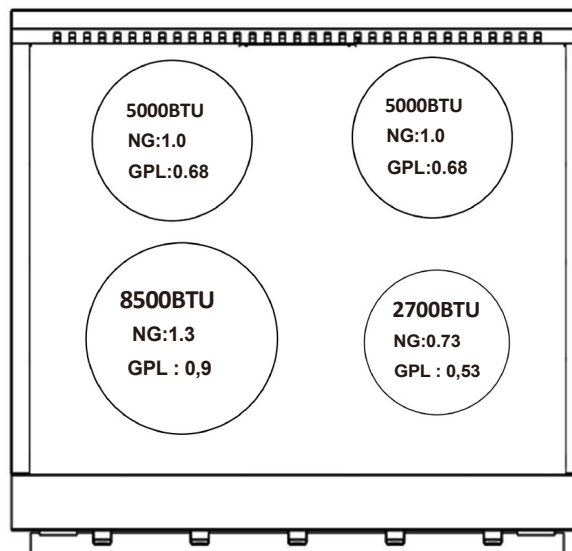 5000BTU
NG:1.0
GPL:0.68
5000BTU
NG:1.0
GPL:0.68
8500BTU
NG:1.3
GPL : 0,9
2700BTU
NG:0.73
GPL : 0,53